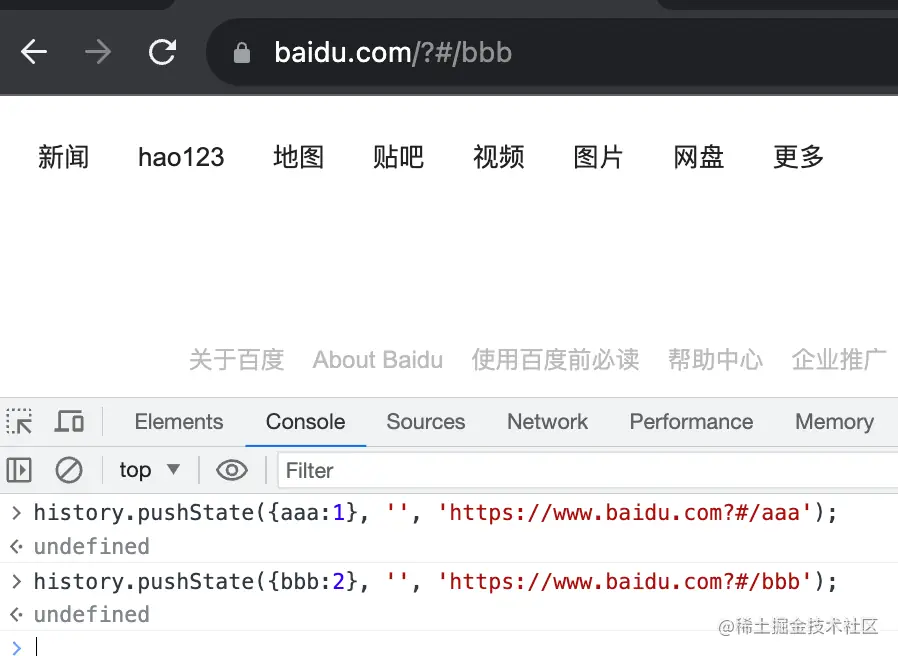 baidu.com/?#/bbb
新闻 hao123 地图 贴吧 视频 图片 网盘 更多
关于百度 About Baidu 使用百度前必读 帮助中心 企业推广
Elements Console Sources Network Performance Memory
top Filter
> history.pushState({aaa:1}, '', 'https://www.baidu.com?#/aaa');
undefined
> history.pushState({bbb:2}, '', 'https://www.baidu.com?#/bbb');
undefined
@稀土掘金技术社区
>